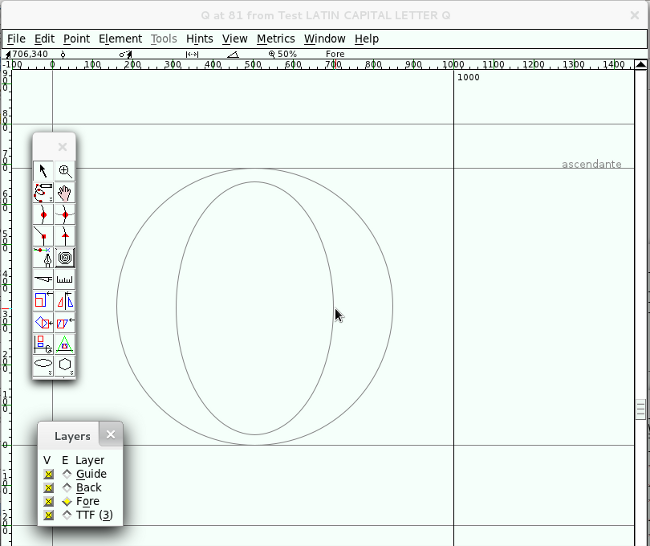 Q at 81 from Test LATIN CAPITAL LETTER Q
File Edit Point Element Tools Hints View Metrics Window Help
706,340 50% Fore
-100 0 100 200 300 400 500 600 700 800 900 1000 1100 1200 1300 1400
1000
ascendante
Layers
V E Layer
Guide
Back
Fore
TTF (3)